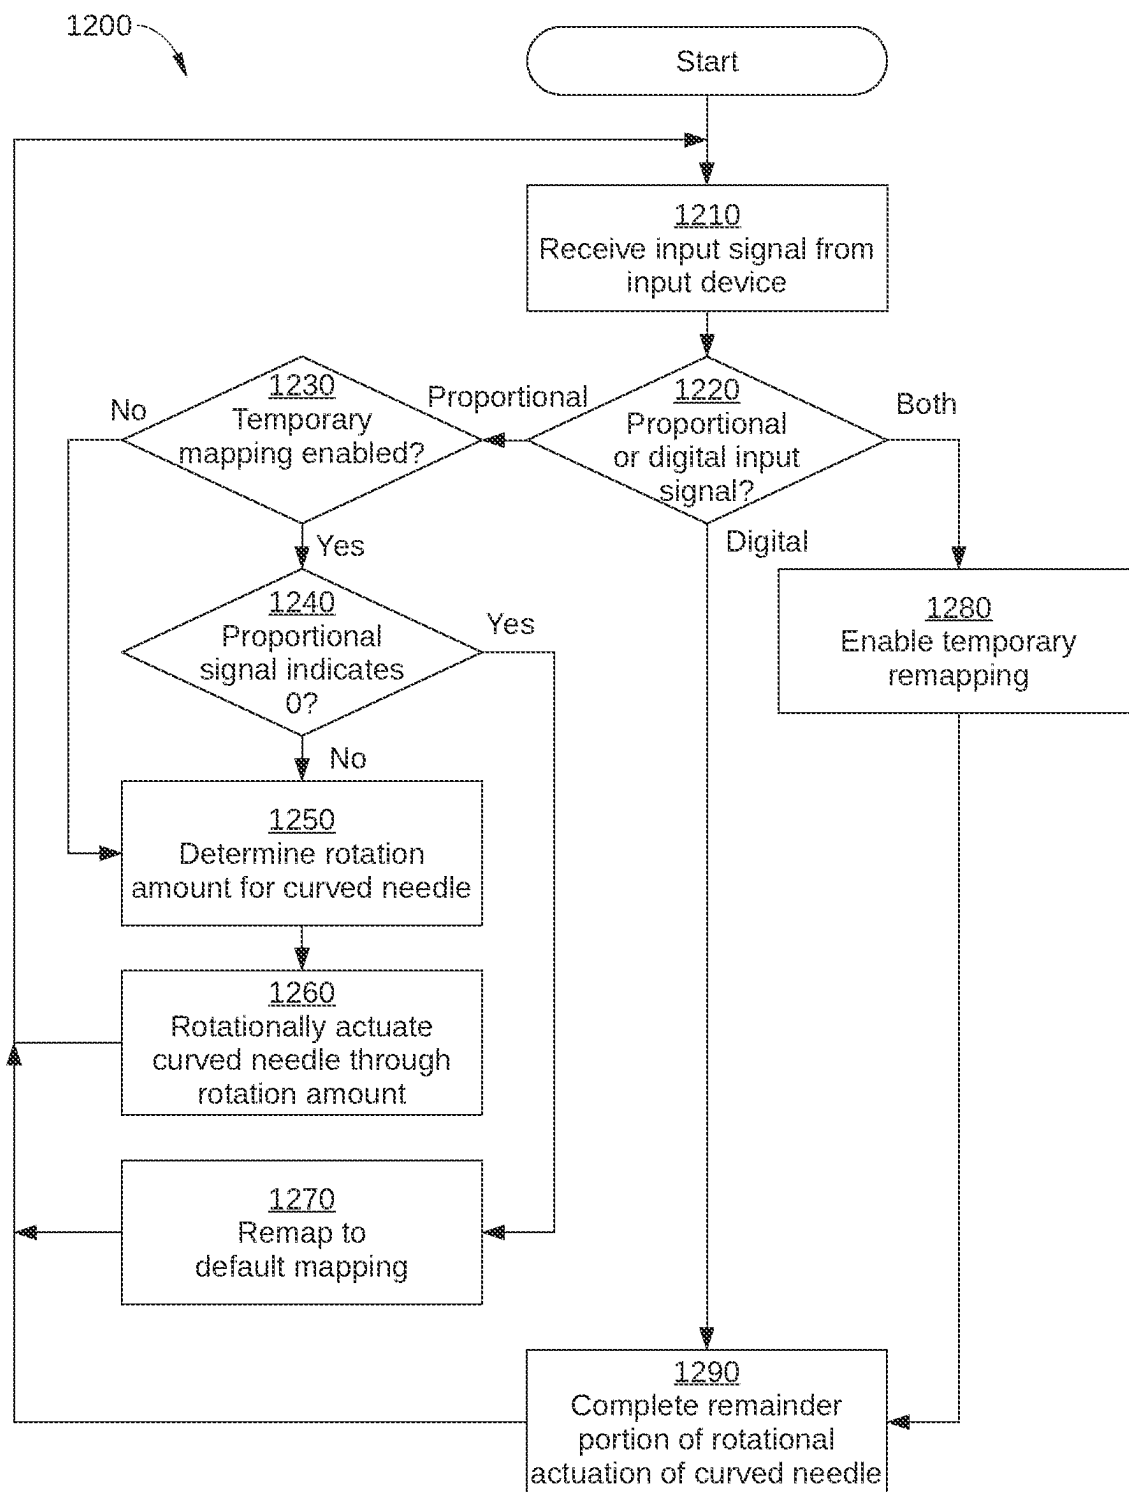 1200
Start
1210
Receive input signal from
input device
1220
Proportional
or digital input
signal?
Proportional
Both
Digital
1230
Temporary
mapping enabled?
No
Yes
1240
Proportional
signal indicates
0?
Yes
No
1280
Enable temporary
remapping
1250
Determine rotation
amount for curved needle
1260
Rotationally actuate
curved needle through
rotation amount
1270
Remap to
default mapping
1290
Complete remainder
portion of rotational
actuation of curved needle